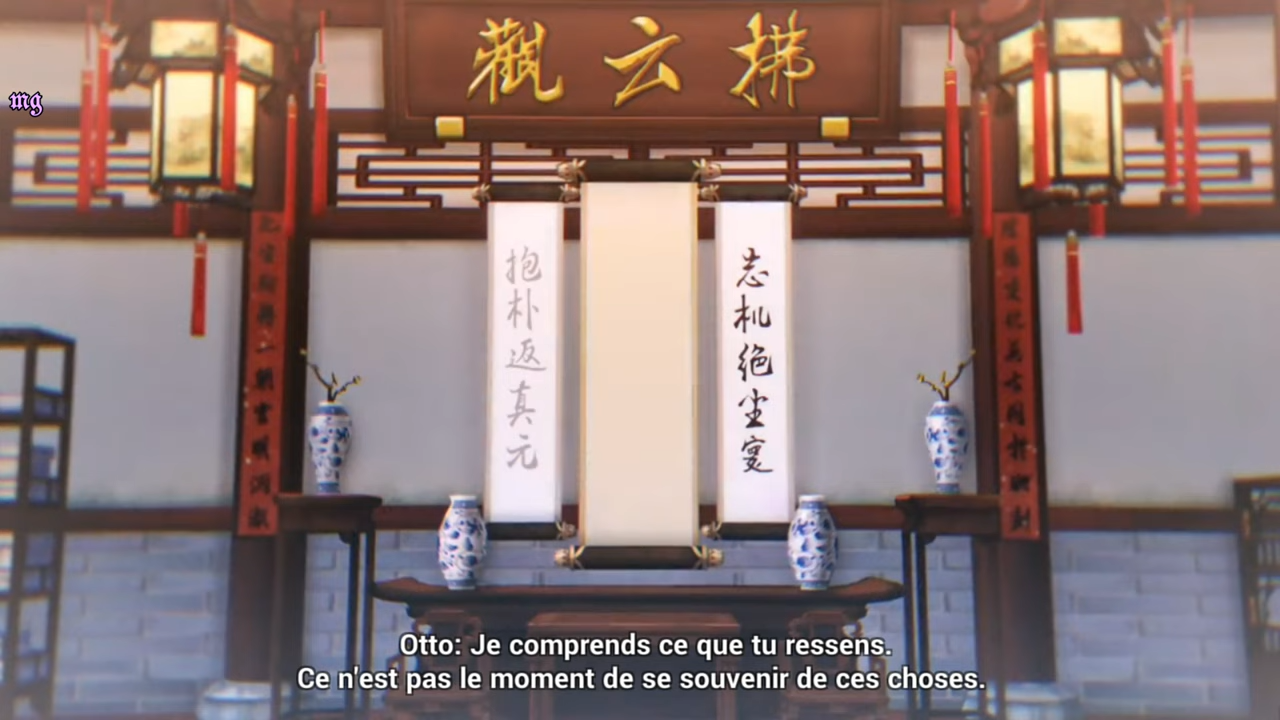 mg
拂云觀
忘机绝尘寰
抱朴返真元
Otto: Je comprends ce que tu ressens.
Ce n'est pas le moment de se souvenir de ces choses.